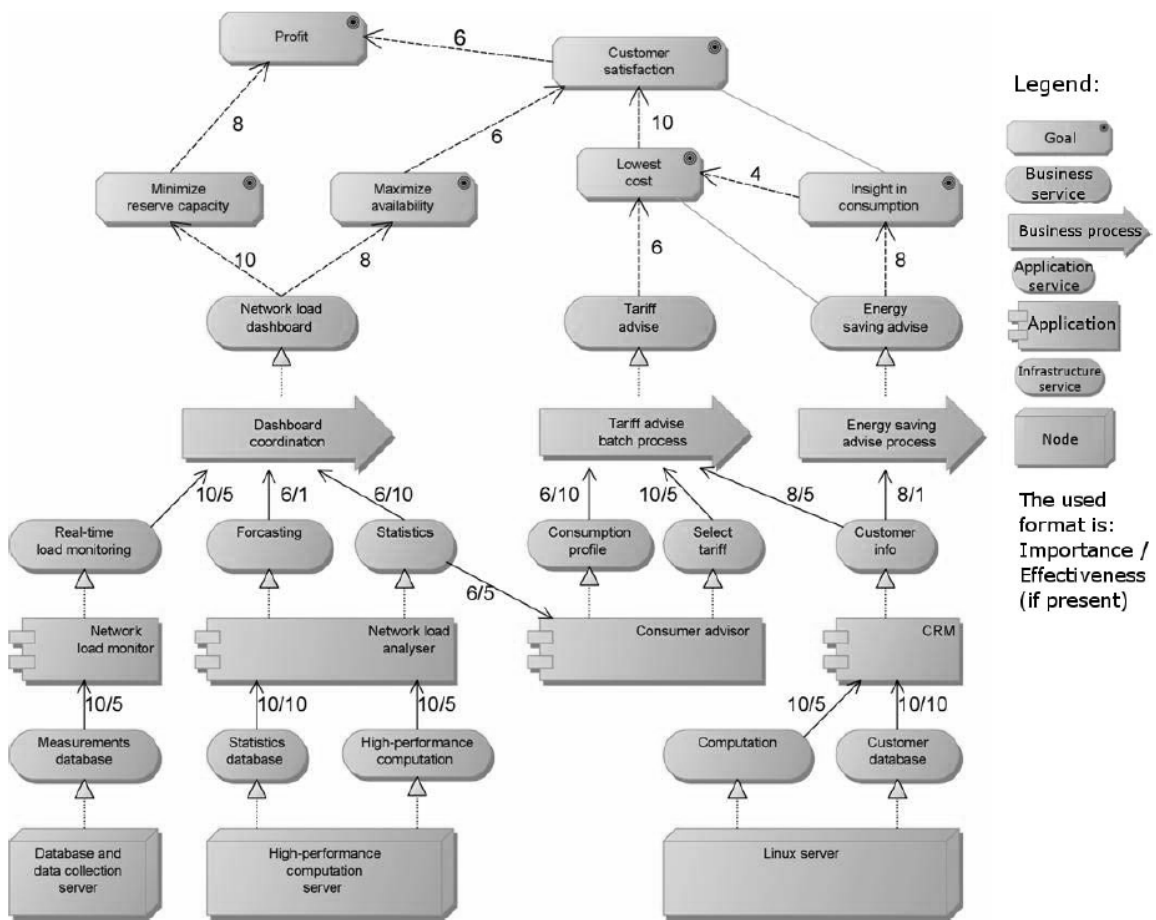 Profit
6
Customer
satisfaction
8
6
10
Minimize
reserve capacity
Maximize
availability
Lowest
cost
4
Insight in
consumption
10
8
6
8
Network load
dashboard
Tariff
advise
Energy
saving advise
Dashboard
coordination
Tariff advise
batch process
Energy saving
advise process
10/5
6/1
6/10
6/10
10/5
8/5
8/1
Real-time
load monitoring
Forcasting
Statistics
Consumption
profile
Select
tariff
Customer
info
6/5
Network
load monitor
Network load
analyser
Consumer advisor
CRM
10/5
10/10
10/5
10/5
10/10
Measurements
database
Statistics
database
High-performance
computation
Computation
Customer
database
Database and
data collection
server
High-performance
computation
server
Linux server
Legend:
Goal
Business
service
Business process
Application
service
Application
Infrastructure
service
Node
The used
format is:
Importance /
Effectiveness
(if present)